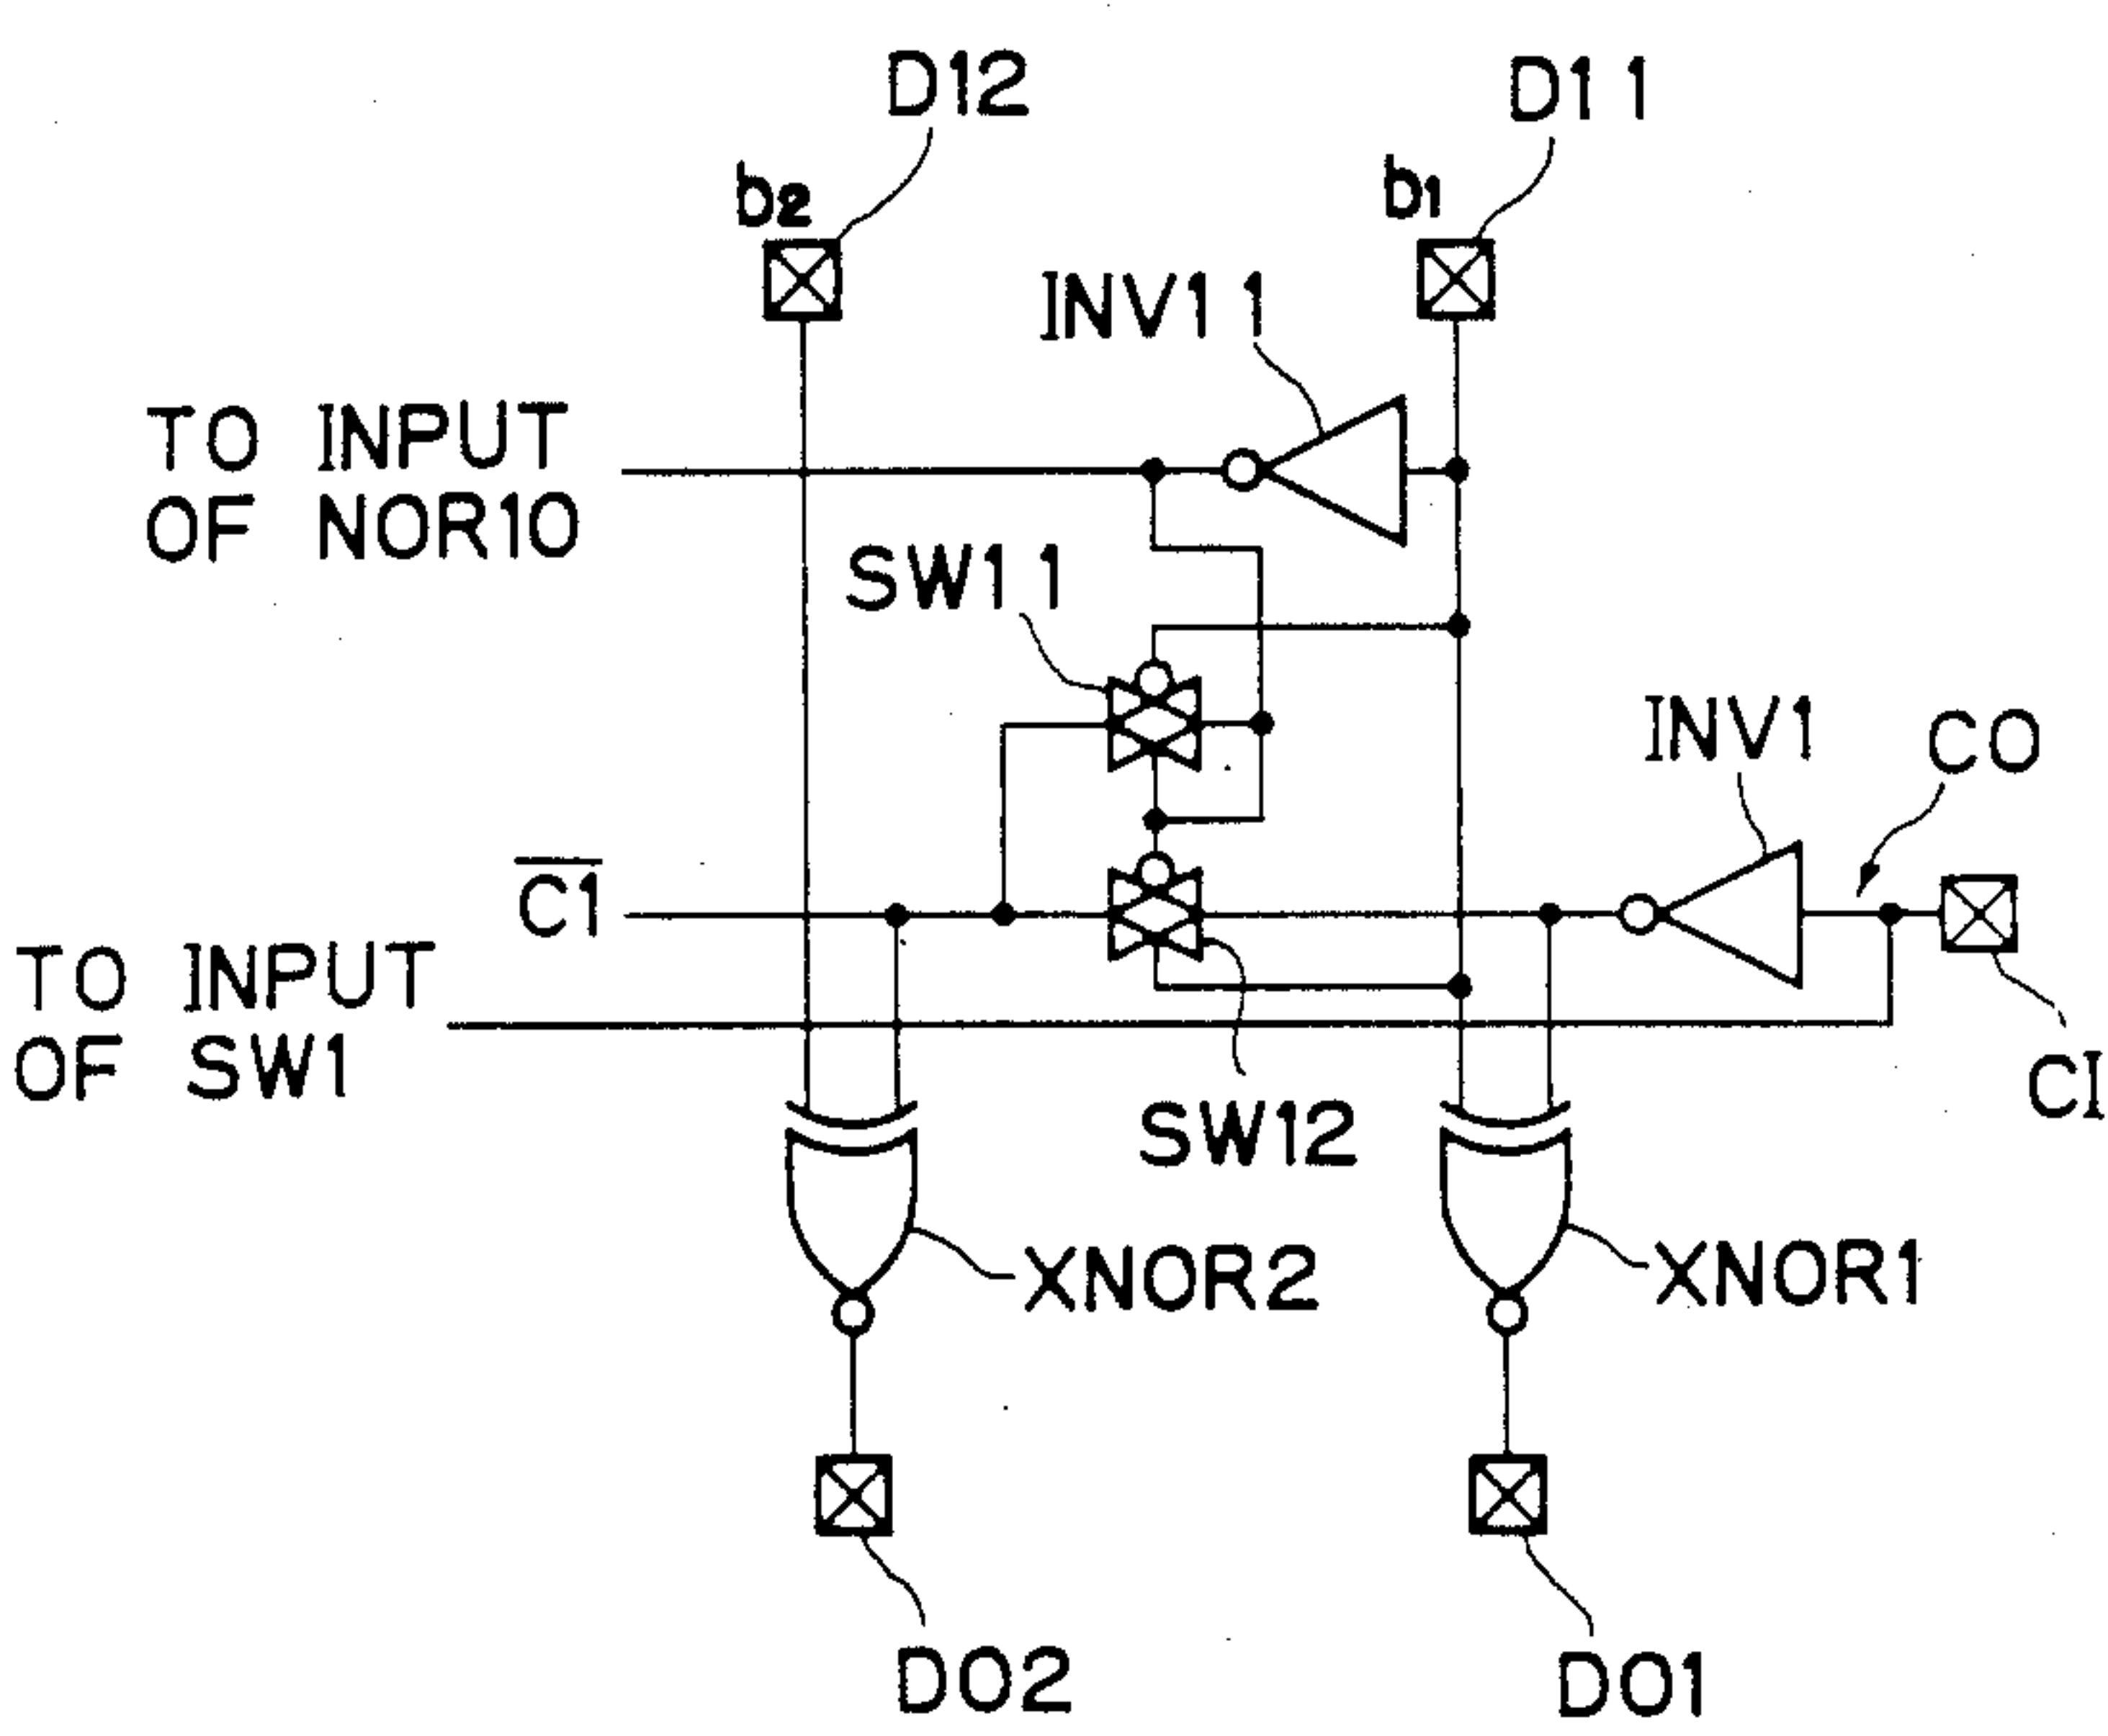 D12
D11
b2
b1
INV11
TO INPUT
OF NOR10
SW11
INV1
CO
C1
TO INPUT
OF SW1
CI
SW12
XNOR2
XNOR1
DO2
DO1